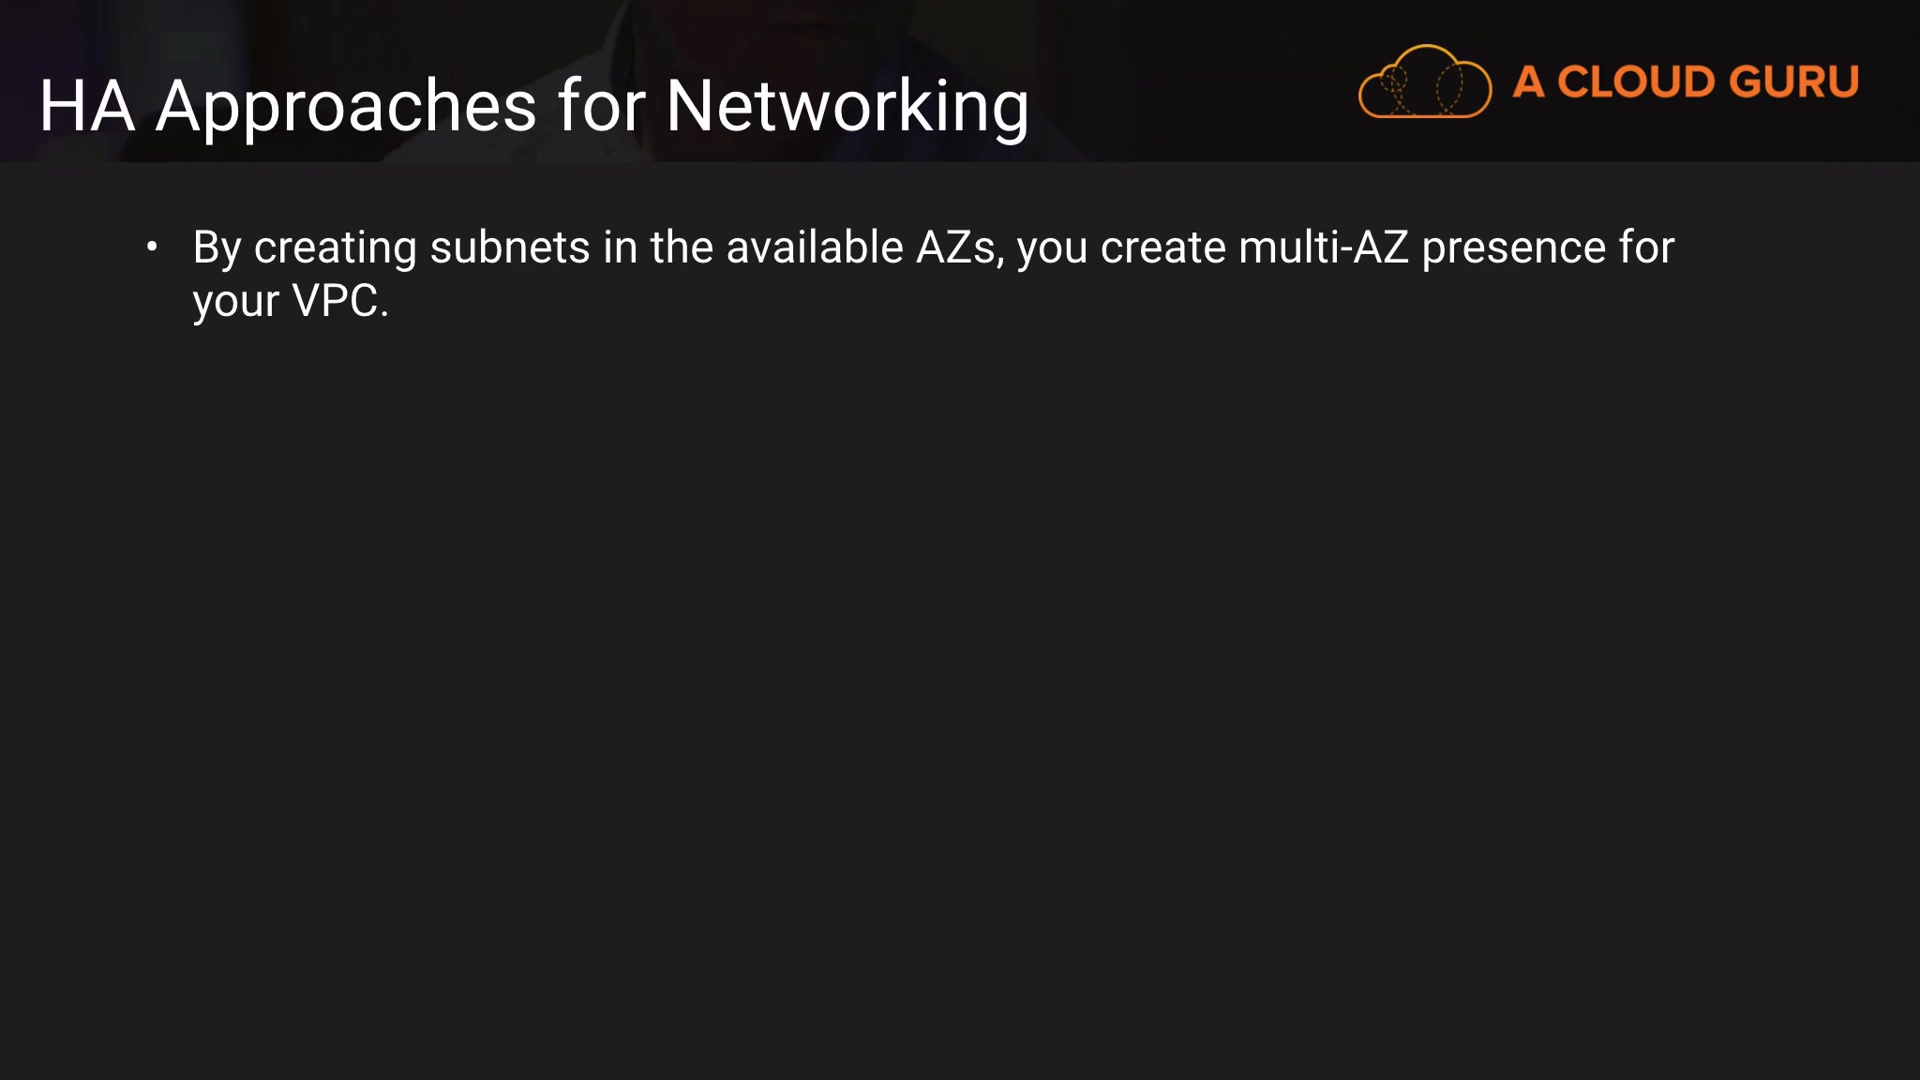 HA Approaches for Networking
A CLOUD GURU
• By creating subnets in the available AZs, you create multi-AZ presence for
your VPC.